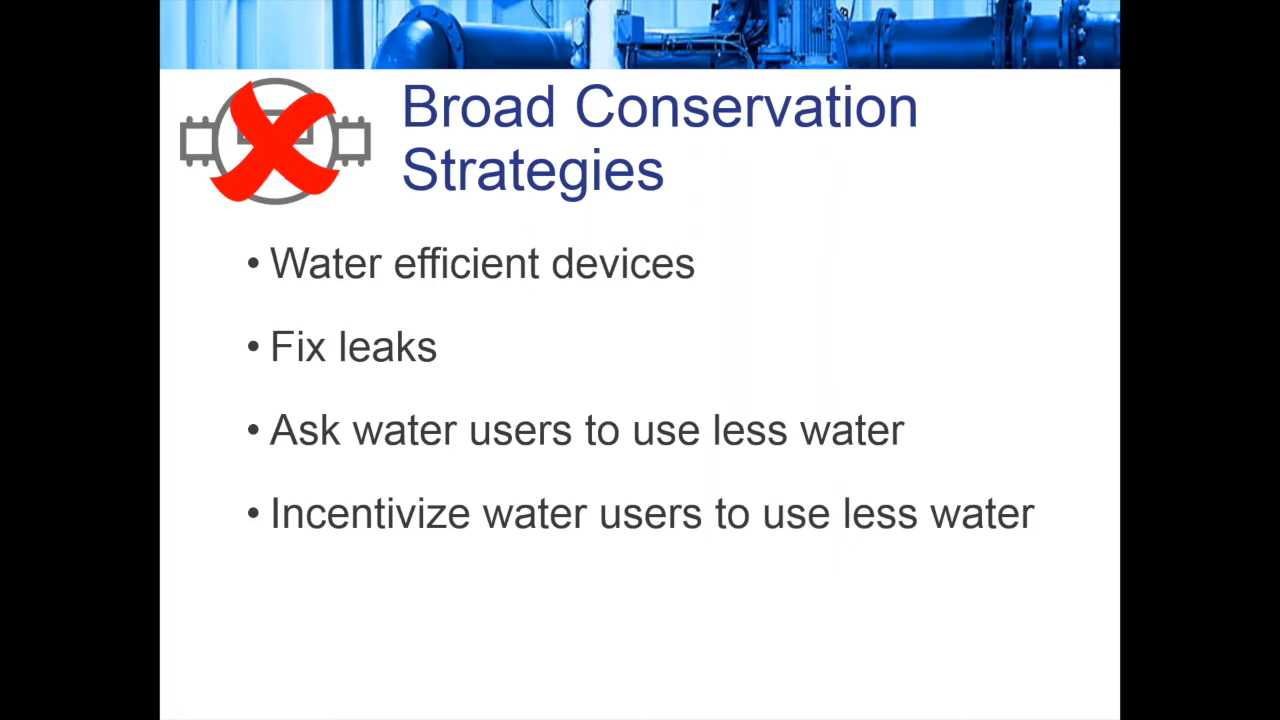 Broad Conservation
Strategies
• Water efficient devices
• Fix leaks
• Ask water users to use less water
• Incentivize water users to use less water